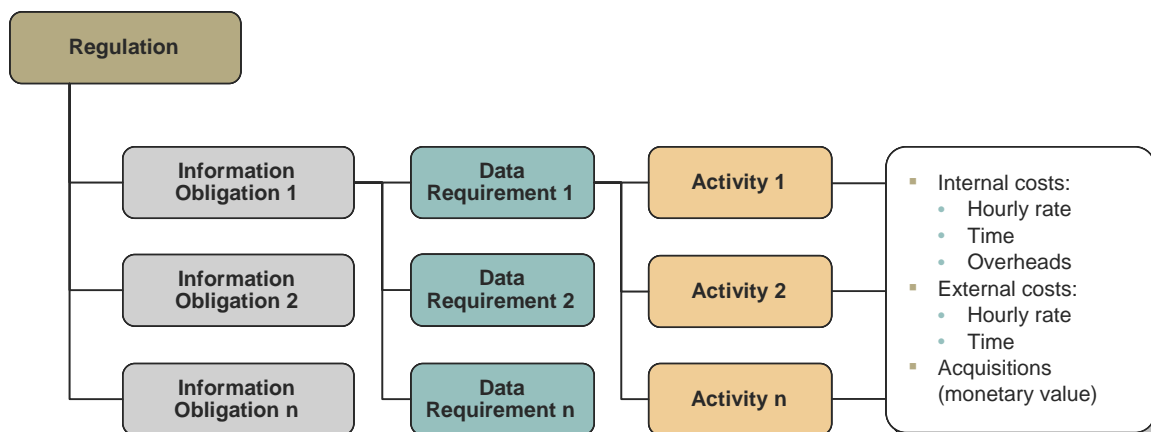 Regulation
Information
Obligation 1
Data
Requirement 1
Activity 1
Information
Obligation 2
Data
Requirement 2
Activity 2
Information
Obligation n
Data
Requirement n
Activity n
Internal costs:
Hourly rate
Time
Overheads
External costs:
Hourly rate
Time
Acquisitions
(monetary value)